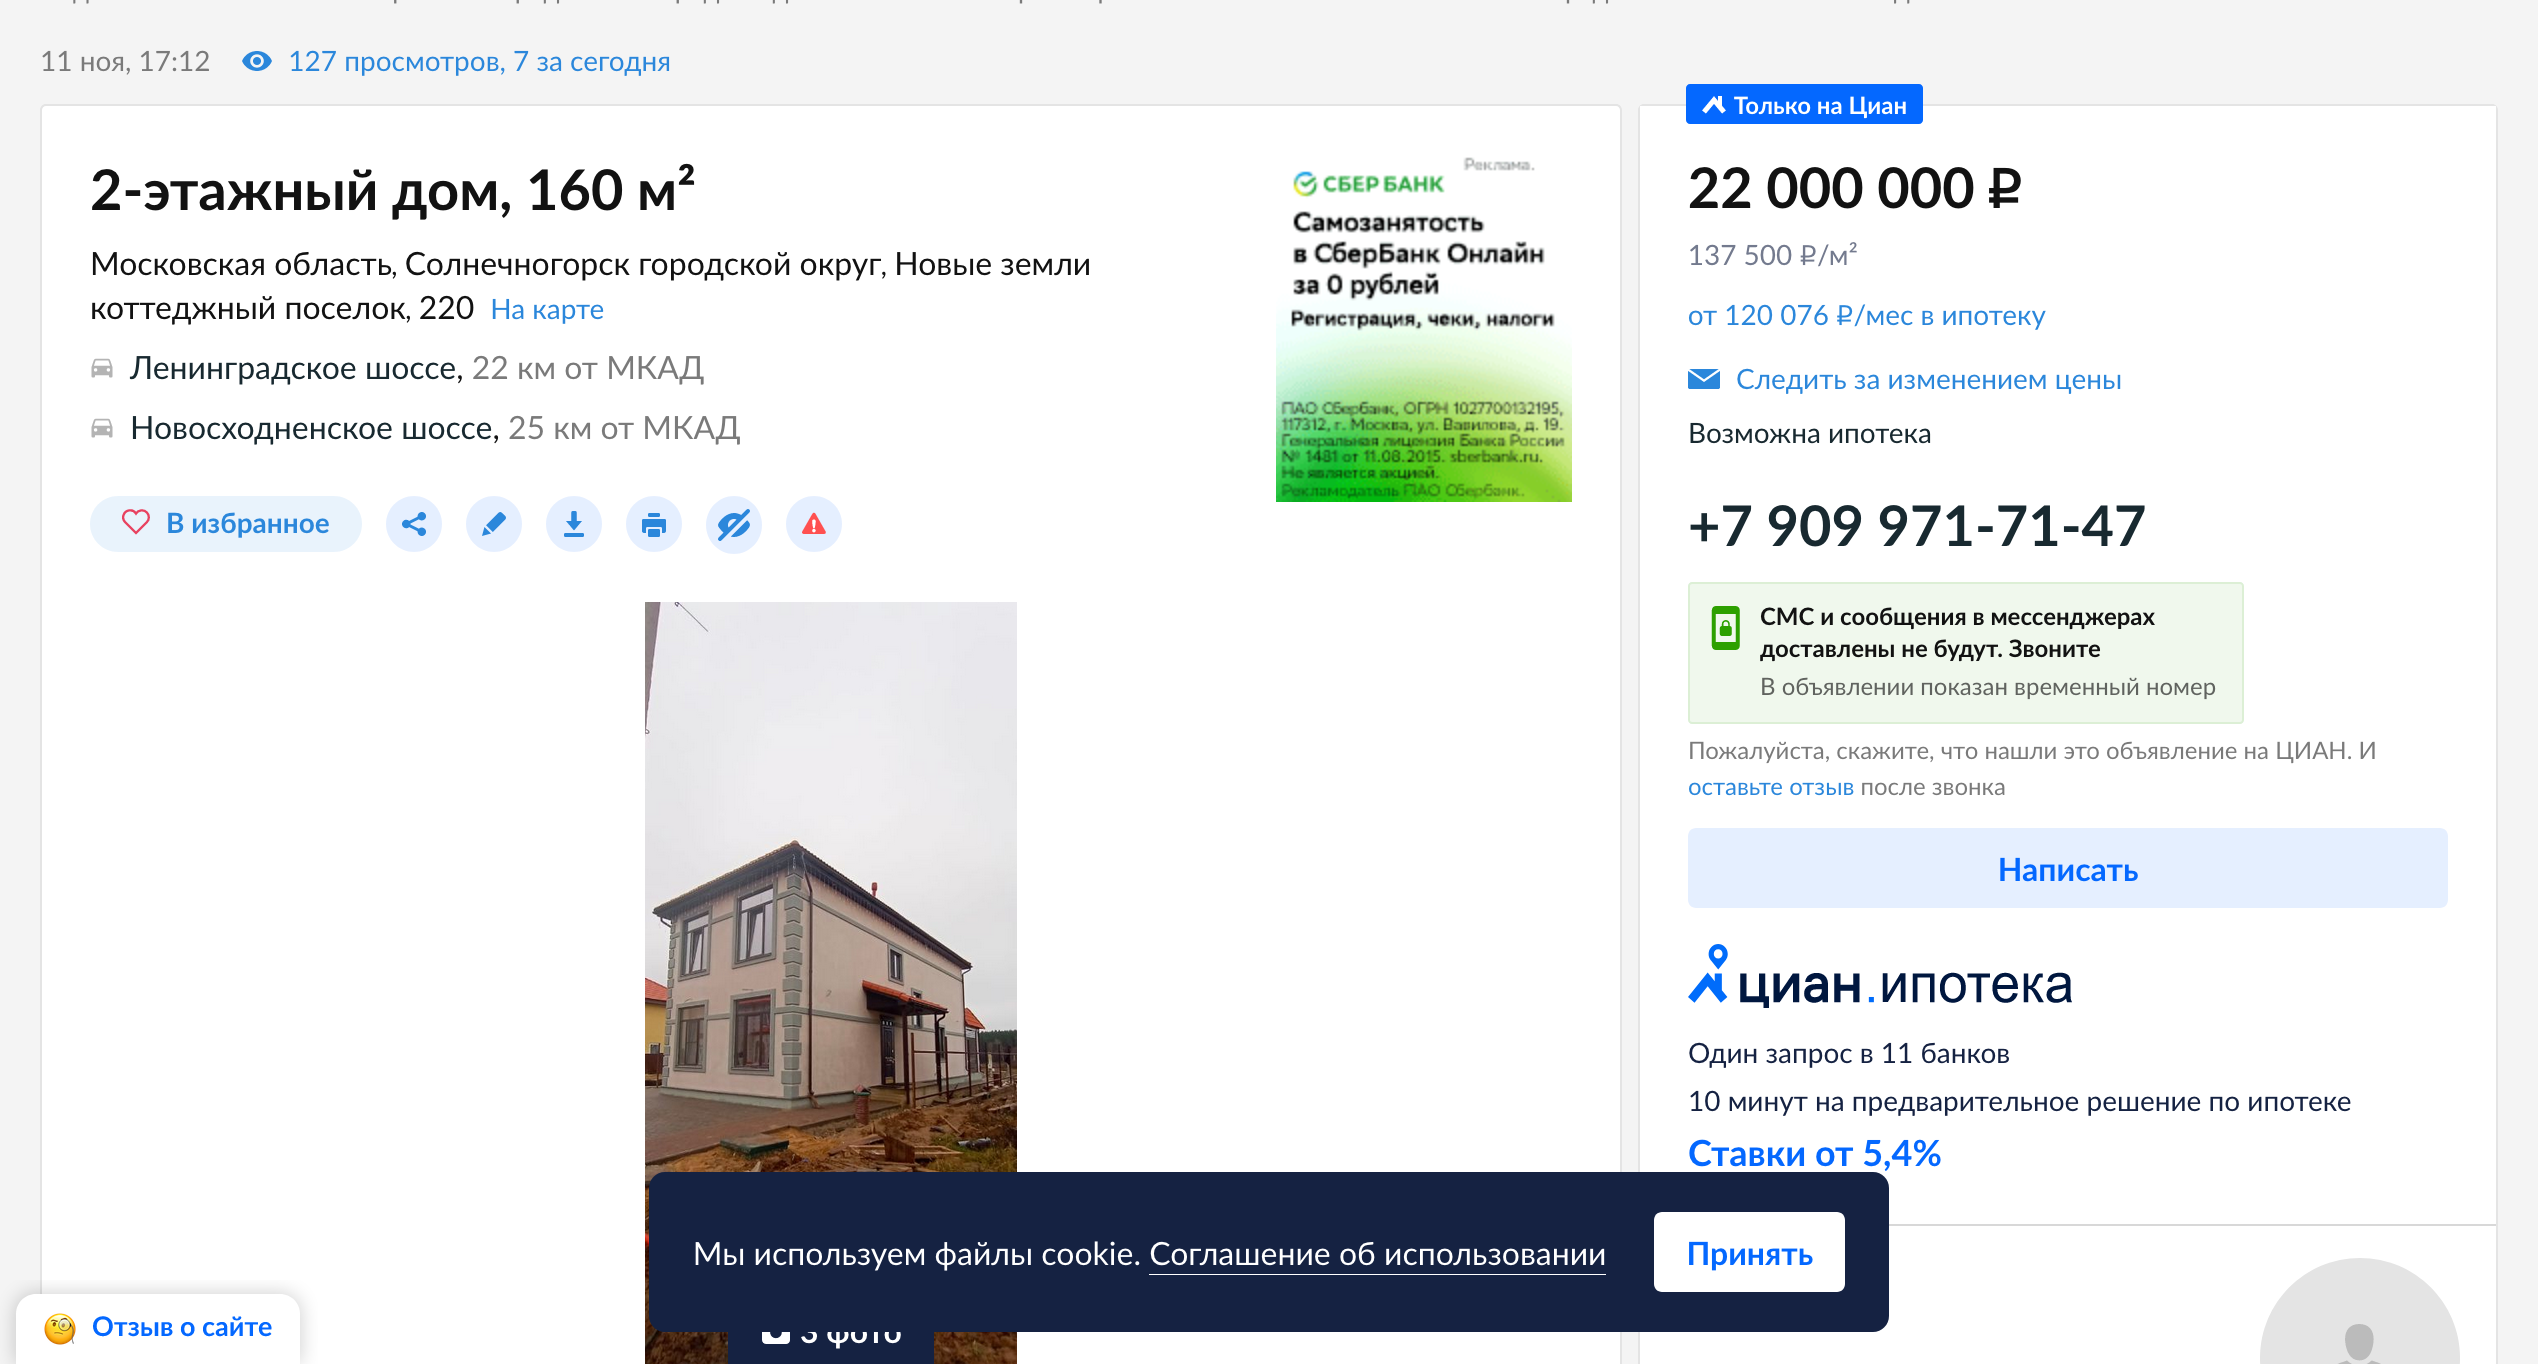 11 ноя, 17:12 127 просмотров, 7 за сегодня
2-этажный дом, 160 м²
Московская область, Солнечногорск городской округ, Новые земли
коттеджный поселок, 220 На карте
Ленинградское шоссе, 22 км от МКАД
Новосходненское шоссе, 25 км от МКАД
В избранное
Реклама.
СБЕР БАНК
Самозанятость
в СберБанк Онлайн
за 0 рублей
Регистрация, чеки, налоги
ПАО Сбербанк, ОГРН 1027700132195,
117312, г. Москва, ул. Вавилова, д. 19.
Генеральная лицензия Банка России
№ 1481 от 11.08.2015. sberbank.ru.
Не является акцией.
Рекламодатель ПАО Сбербанк.
Только на Циан
22 000 000 ₽
137 500 ₽/м²
от 120 076 ₽/мес в ипотеку
Следить за изменением цены
Возможна ипотека
+7 909 971-71-47
СМС и сообщения в мессенджерах
доставлены не будут. Звоните
В объявлении показан временный номер
Пожалуйста, скажите, что нашли это объявление на ЦИАН. И
оставьте отзыв после звонка
Написать
циан.ипотека
Один запрос в 11 банков
10 минут на предварительное решение по ипотеке
Ставки от 5,4%
Мы используем файлы cookie. Соглашение об использовании
Принять
3 фото
Отзыв о сайте